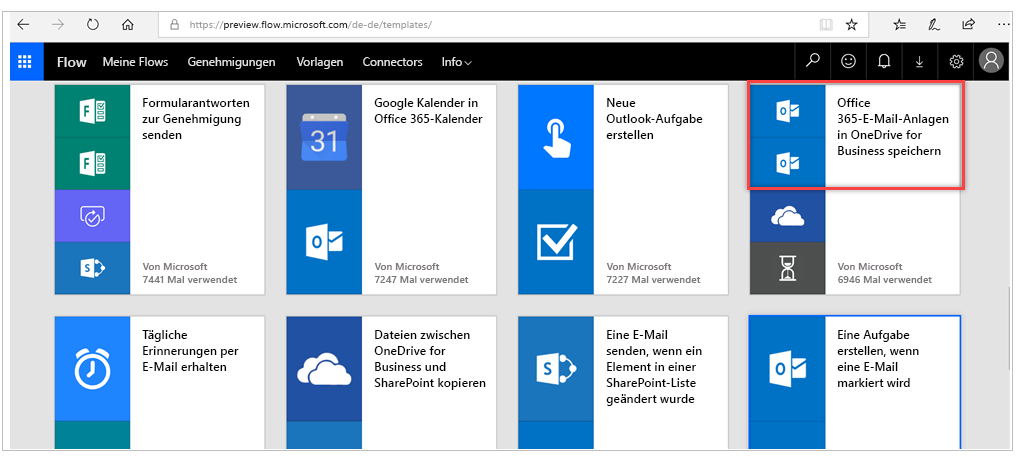 https://preview.flow.microsoft.com/de-de/templates/
Flow Meine Flows Genehmigungen Vorlagen Connectors Info
Formularantworten
zur Genehmigung
senden
Von Microsoft
7441 Mal verwendet
31
Google Kalender in
Office 365-Kalender
Von Microsoft
7247 Mal verwendet
Neue
Outlook-Aufgabe
erstellen
Von Microsoft
7227 Mal verwendet
Office
365-E-Mail-Anlagen
in OneDrive for
Business speichern
Von Microsoft
6946 Mal verwendet
Tägliche
Erinnerungen per
E-Mail erhalten
Dateien zwischen
OneDrive for
Business und
SharePoint kopieren
Eine E-Mail
senden, wenn ein
Element in einer
SharePoint-Liste
geändert wurde
Eine Aufgabe
erstellen, wenn
eine E-Mail
markiert wird